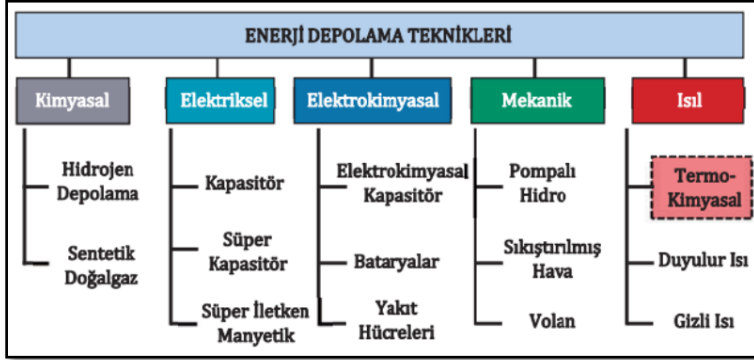 ENERJİ DEPOLAMA TEKNİKLERİ
Kimyasal
Elektriksel
Elektrokimyasal
Mekanik
Isıl
Hidrojen
Depolama
Sentetik
Doğalgaz
Kapasitör
Süper
Kapasitör
Süper İletken
Manyetik
Elektrokimyasal
Kapasitör
Bataryalar
Yakıt
Hücreleri
Pompalı
Hidro
Sıkıştırılmış
Hava
Volan
Termo-
Kimyasal
Duyulur Isı
Gizli Isı